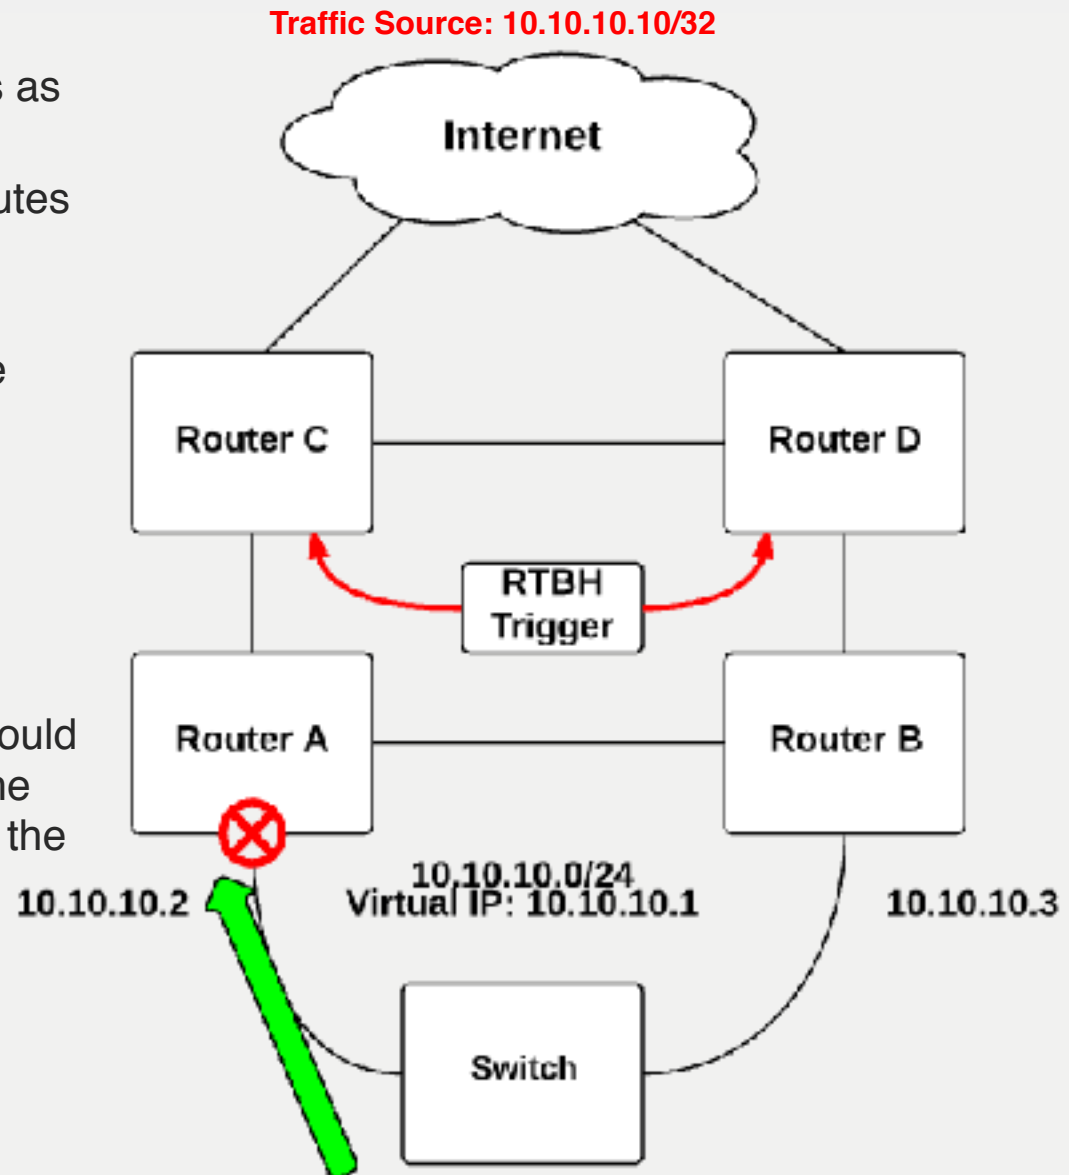 Traffic Source: 10.10.10.10/32
s as
Internet
utes
e
Router C
Router D
RTBH
Trigger
ould
Router A
Router B
ne
the
10.10.10.0/24
10.10.10.2
Virtual IP: 10.10.10.1
10.10.10.3
Switch